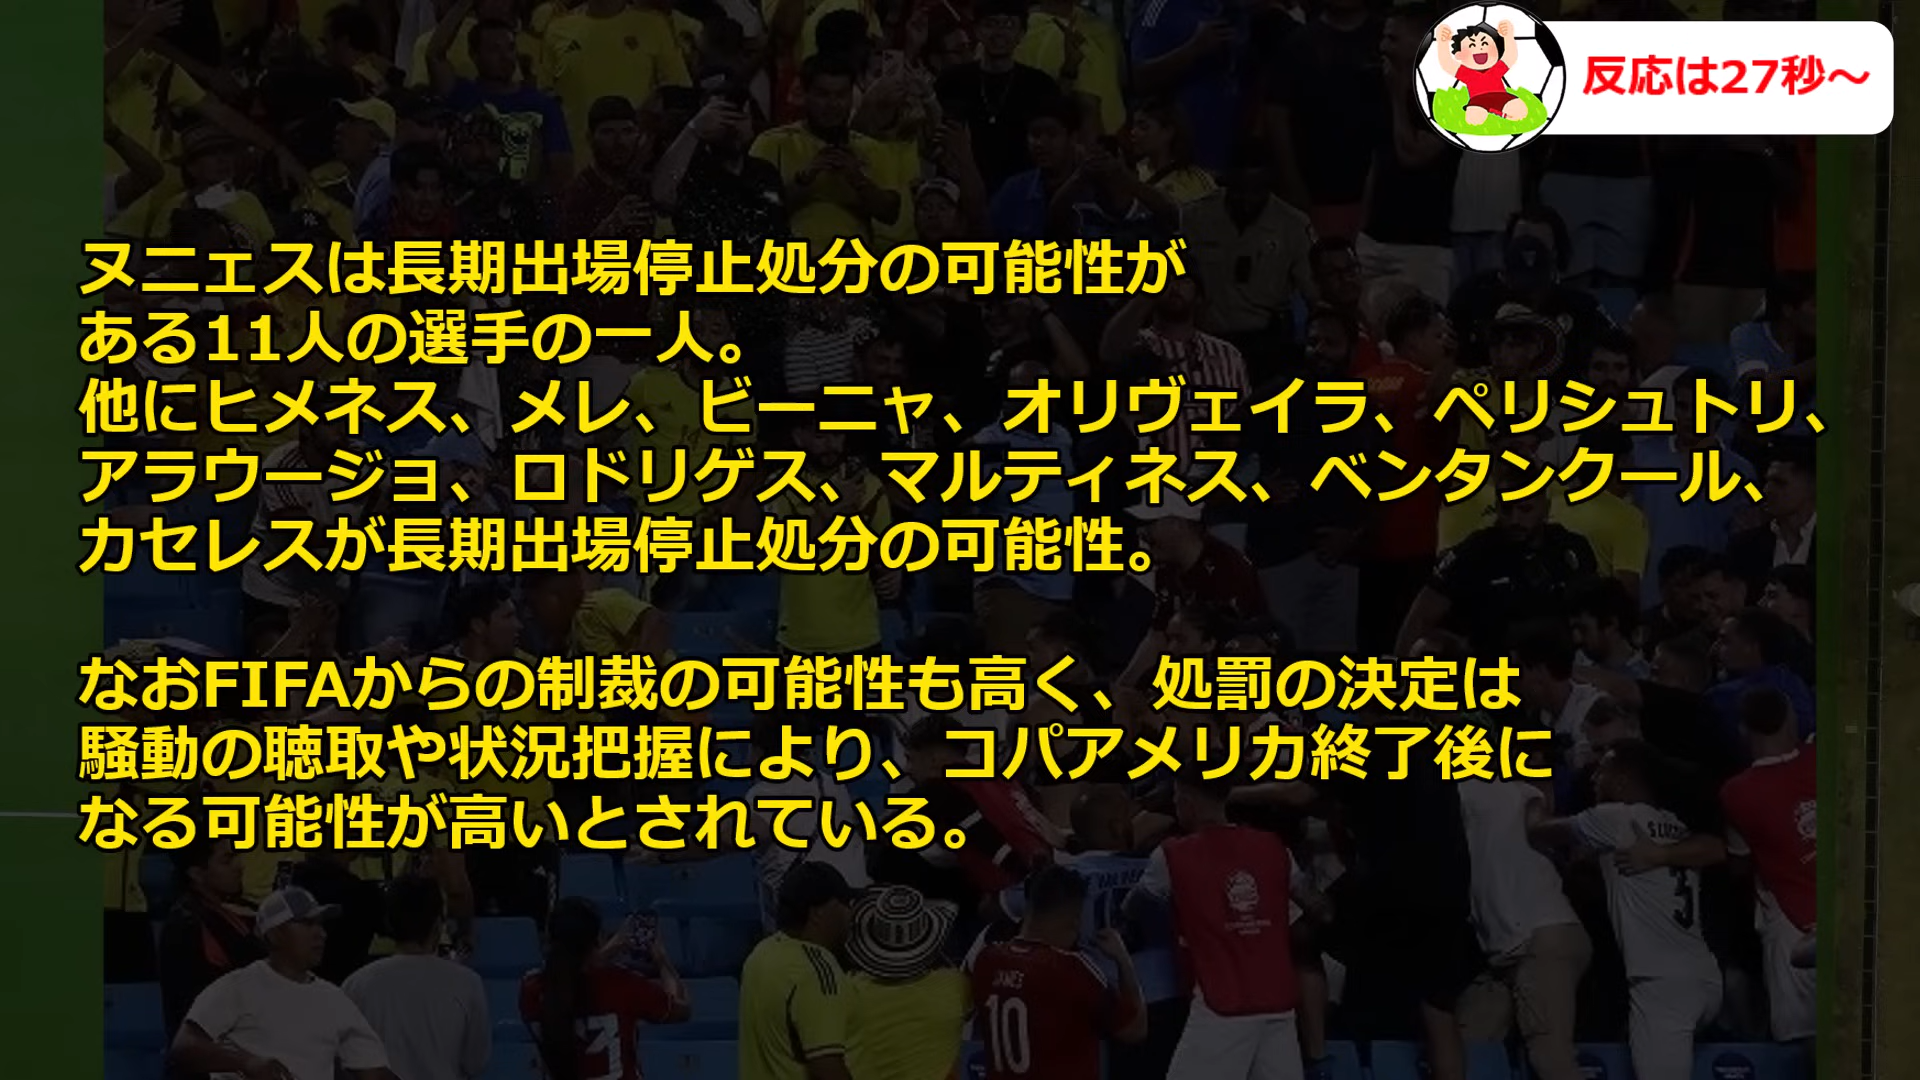 反応は27秒～
ヌニェスは長期出場停止処分の可能性が
ある11人の選手の一人。
他にヒメネス、メレ、ビーニャ、オリヴェイラ、ペリシュトリ、
アラウージョ、ロドリゲス、マルティネス、ベンタンクール、
カセレスが長期出場停止処分の可能性。
なおFIFAからの制裁の可能性も高く、処罰の決定は
騒動の聴取や状況把握により、コパアメリカ終了後に
なる可能性が高いとされている。
JAMES
10
3